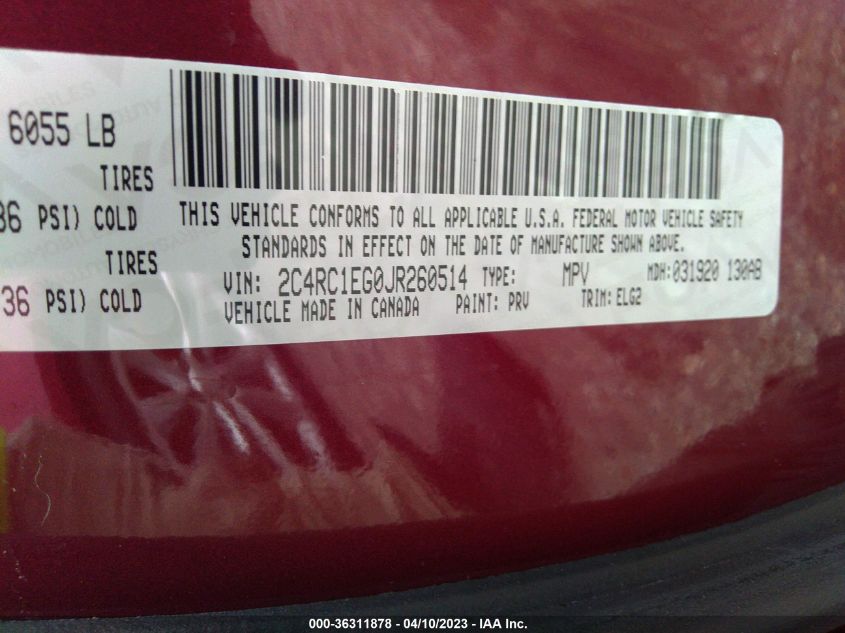 6055 LB
TIRES
36 PSI) COLD
TIRES
36 PSI) COLD
THIS VEHICLE CONFORMS TO ALL APPLICABLE U.S.A. FEDERAL MOTOR VEHICLE SAFETY
STANDARDS IN EFFECT ON THE DATE OF MANUFACTURE SHOWN ABOVE.
VIN: 2C4RC1EG0JR260514 TYPE: MPV MDH:031920 130AB
VEHICLE MADE IN CANADA PAINT: PRV TRIM: ELG2
000-36311878 - 04/10/2023 - IAA Inc.